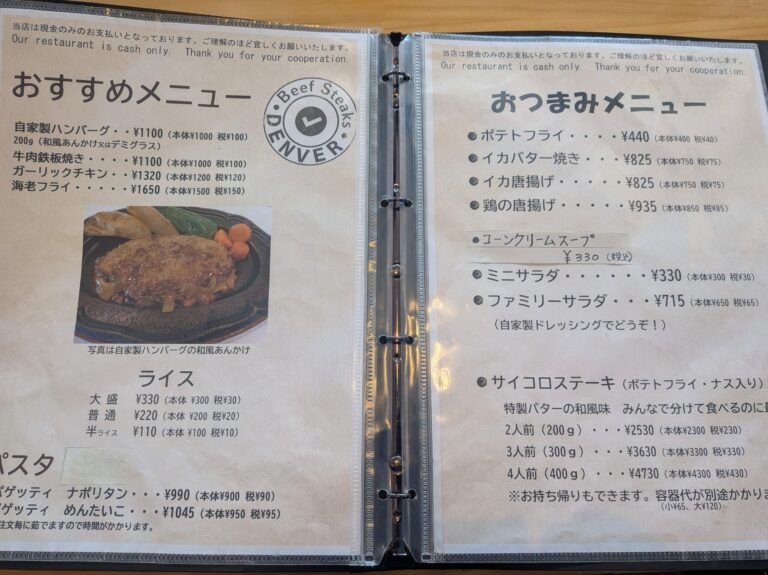 当店は現金のみのお支払いとなっております。ご理解のほど宜しくお願いいたします。
Our restaurant is cash only. Thank you for your cooperation.
おすすめメニュー
Beef Steaks
DENVER
自家製ハンバーグ・・¥1100（本体¥1000 税¥100）
200g（和風あんかけ又はデミグラス）
牛肉鉄板焼き・・・・¥1100（本体¥1000 税¥100）
ガーリックチキン・・¥1320（本体¥1200 税¥120）
海老フライ・・・・・¥1650（本体¥1500 税¥150）
写真は自家製ハンバーグの和風あんかけ
ライス
大盛 ¥330（本体 ¥300 税¥30）
普通 ¥220（本体 ¥200 税¥20）
半ライス ¥110（本体 ¥100 税¥10）
パスタ
パゲッティ ナポリタン・・・¥990（本体¥900 税¥90）
パゲッティ めんたいこ・・・¥1045（本体¥950 税¥95）
注文毎に茹でますので時間がかかります。
当店は現金のみのお支払いとなっております。ご理解のほど宜しくお願いいたします。
Our restaurant is cash only. Thank you for your cooperation.
おつまみメニュー
●ポテトフライ・・・・¥440（本体¥400 税¥40）
●イカバター焼き・・・¥825（本体¥750 税¥75）
●イカ唐揚げ・・・・・¥825（本体¥750 税¥75）
●鶏の唐揚げ・・・・・¥935（本体¥850 税¥85）
●コーンクリームスープ
¥330（税込）
●ミニサラダ・・・・・・¥330（本体¥300 税¥30）
●ファミリーサラダ・・・¥715（本体¥650 税¥65）
（自家製ドレッシングでどうぞ！）
●サイコロステーキ（ポテトフライ・ナス入り）
特製バターの和風味 みんなで分けて食べるのに
2人前（200g）・・・¥2530（本体¥2300 税¥230）
3人前（300g）・・・¥3630（本体¥3300 税¥330）
4人前（400g）・・・¥4730（本体¥4300 税¥430）
※お持ち帰りもできます。容器代が別途かかりま
（小¥65、大¥120）